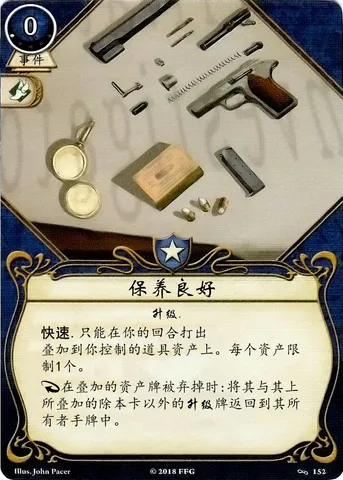 0
事件
保养良好
升级.
快速. 只能在你的回合打出
叠加到你控制的道具资产上。每个资产限
制1个。
在叠加的资产牌被弃掉时: 将其与其上
所叠加的除本卡以外的升级牌返回到其所
有者手牌中。
Illus. John Pacer © 2018 FFG 152